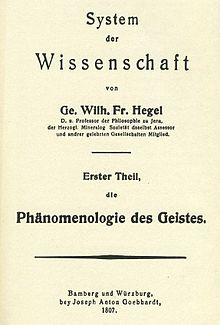 System
der
Wissenschaft
von
Ge. Wilh. Fr. Hegel
D. u. Professor der Philosophie zu Jena,
der Herzogl. Mineralog. Sozietät daselbst Assessor
und andrer gelehrten Gesellschaften Mitglied.
Erster Theil,
die
Phänomenologie des Geistes.
Bamberg und Würzburg,
bey Joseph Anton Goebhardt,
1807.